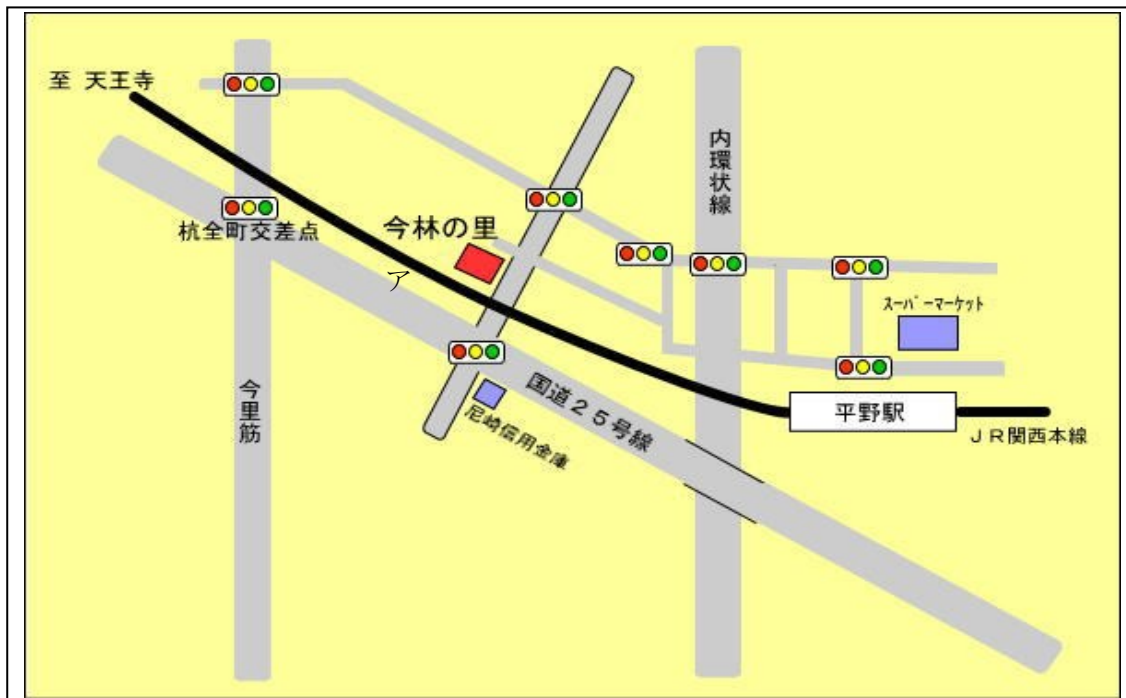 至 天王寺
内環状線
今林の里
杭全町交差点
ア
スーパーマーケット
今里筋
国道25号線
平野駅
尼崎信用金庫
JR関西本線